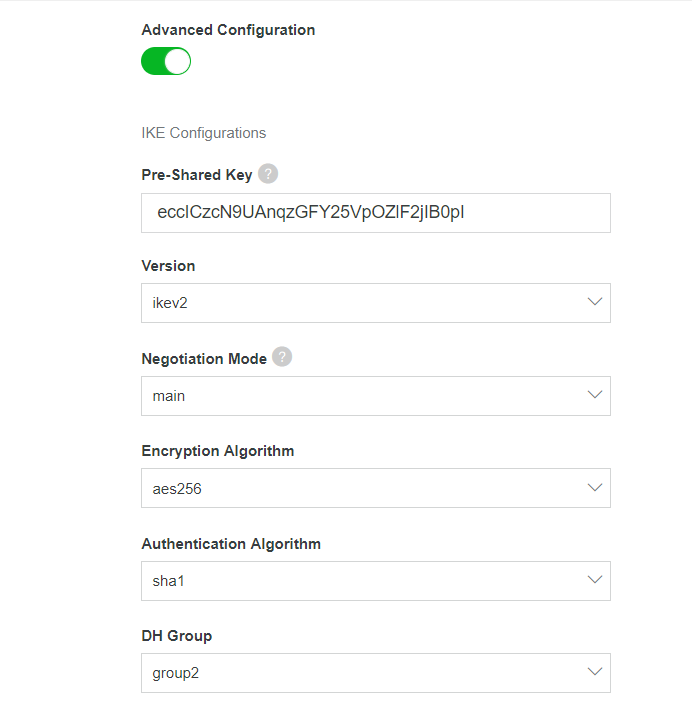 Advanced Configuration
IKE Configurations
Pre-Shared Key ?
eccICzcN9UAnqzGFY25VpOZIF2jIB0pI
Version
ikev2
Negotiation Mode ?
main
Encryption Algorithm
aes256
Authentication Algorithm
sha1
DH Group
group2